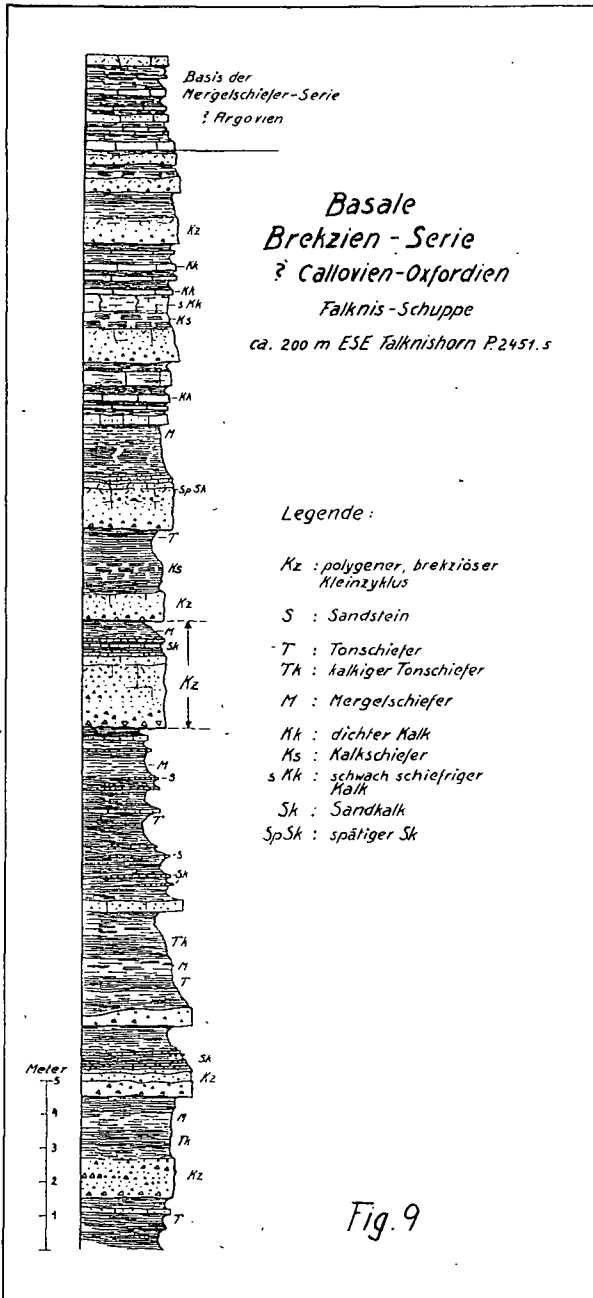 Basis der
Mergelschiefer-Serie
? Argovien
Basale
Brekzien - Serie
? Callovien-Oxfordien
Falknis-Schuppe
ca. 200 m ESE Falknishorn P.2451.s
Kz
Kk
Kk
s Kk
Ks
Kk
M
SpSk
T
Ks
Kz
M
Sk
Kz
M
s
T
s
Sk
Tk
M
T
Sk
Kz
M
Tk
Kz
T
Legende :
Kz : polygener, brekziöser
Kleinzyklus
S : Sandstein
T : Tonschiefer
Tk : kalkiger Tonschiefer
M : Mergelschiefer
Kk : dichter Kalk
Ks : Kalkschiefer
s Kk : schwach schiefriger
Kalk
Sk : Sandkalk
SpSk : spätiger Sk
Meter
5
4
3
2
1
Fig. 9